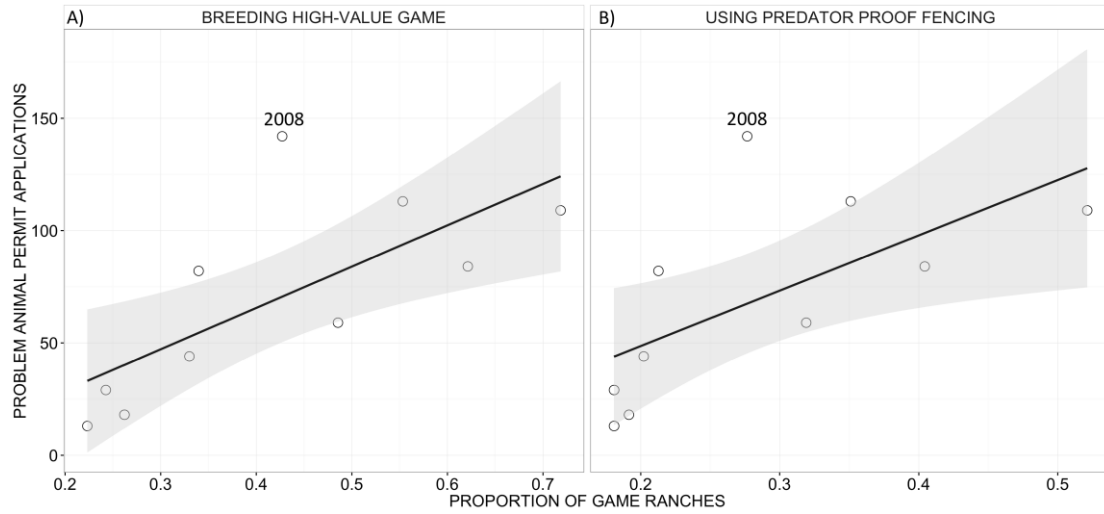 A) BREEDING HIGH-VALUE GAME
B) USING PREDATOR PROOF FENCING
PROBLEM ANIMAL PERMIT APPLICATIONS
150
100
50
0
2008
2008
0.2 0.3 0.4 0.5 0.6 0.7
0.2 0.3 0.4 0.5
PROPORTION OF GAME RANCHES